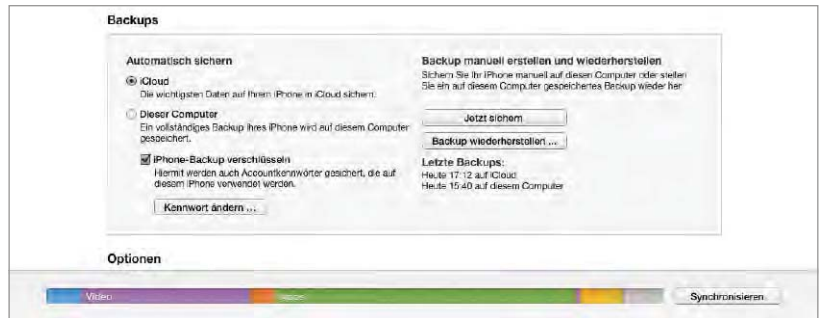 Backups
Automatisch sichern
iCloud
Die wichtigsten Daten auf Ihrem iPhone in iCloud sichern.
Dieser Computer
Ein vollständiges Backup Ihres iPhone wird auf diesem Computer
gespeichert.
iPhone-Backup verschlüsseln
Hiermit werden auch Accountkennwörter gesichert, die auf
diesem iPhone verwendet werden.
Kennwort ändern ...
Backup manuell erstellen und wiederherstellen
Sichern Sie Ihr iPhone manuell auf diesen Computer oder stellen
Sie ein auf diesem Computer gespeichertes Backup wieder her
Jetzt sichern
Backup wiederherstellen ...
Letzte Backups:
Heute 17:12 auf iCloud
Heute 15:40 auf diesem Computer
Optionen
Video
Apps
Synchronisieren